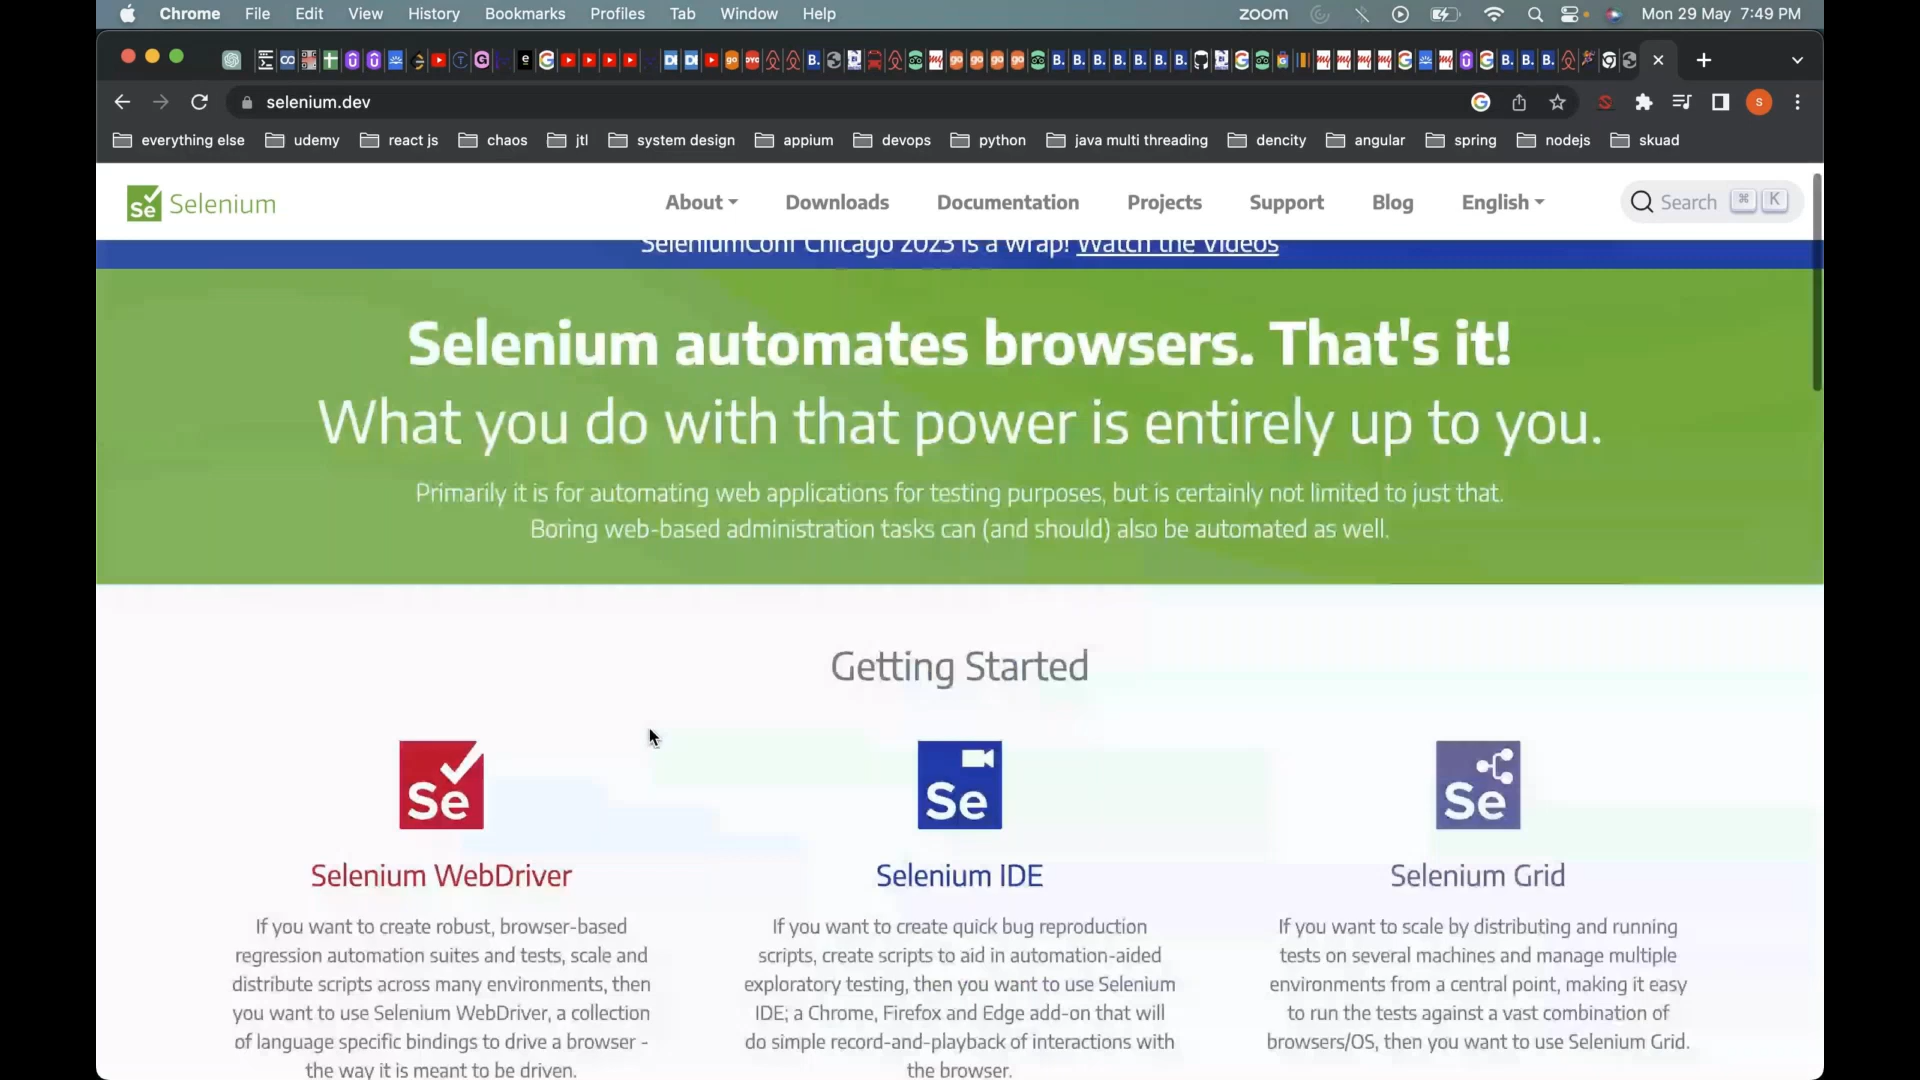 Chrome File Edit View History Bookmarks Profiles Tab Window Help zoom Mon 29 May 7:49 PM
selenium.dev
everything else udemy react js chaos jtl system design appium devops python java multi threading dencity angular spring nodejs skuad
Se Selenium About Downloads Documentation Projects Support Blog English Search ⌘ K
SeleniumConf Chicago 2023 is a wrap! Watch the Videos
Selenium automates browsers. That's it!
What you do with that power is entirely up to you.
Primarily it is for automating web applications for testing purposes, but is certainly not limited to just that.
Boring web-based administration tasks can (and should) also be automated as well.
Getting Started
Se
Selenium WebDriver
If you want to create robust, browser-based
regression automation suites and tests, scale and
distribute scripts across many environments, then
you want to use Selenium WebDriver, a collection
of language specific bindings to drive a browser -
the way it is meant to be driven.
Se
Selenium IDE
If you want to create quick bug reproduction
scripts, create scripts to aid in automation-aided
exploratory testing, then you want to use Selenium
IDE; a Chrome, Firefox and Edge add-on that will
do simple record-and-playback of interactions with
the browser.
Se
Selenium Grid
If you want to scale by distributing and running
tests on several machines and manage multiple
environments from a central point, making it easy
to run the tests against a vast combination of
browsers/OS, then you want to use Selenium Grid.